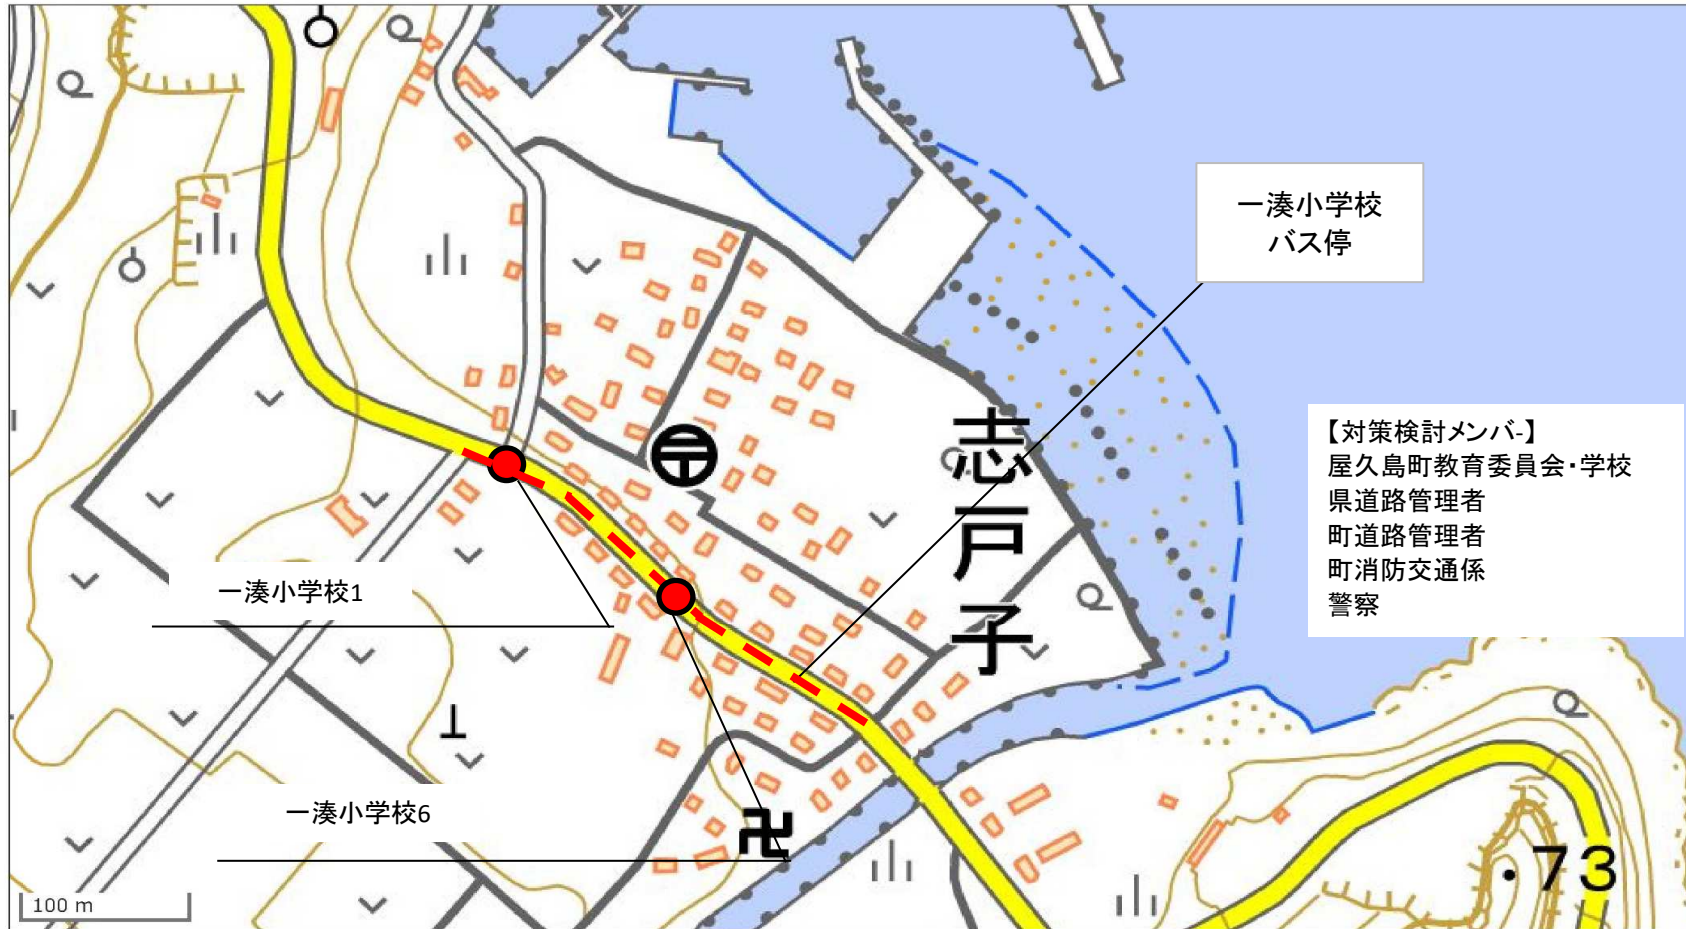 一湊小学校
バス停
志戸子
【対策検討メンバ-】
屋久島町教育委員会・学校
県道路管理者
町道路管理者
町消防交通係
警察
一湊小学校1
一湊小学校6
・73
100 m